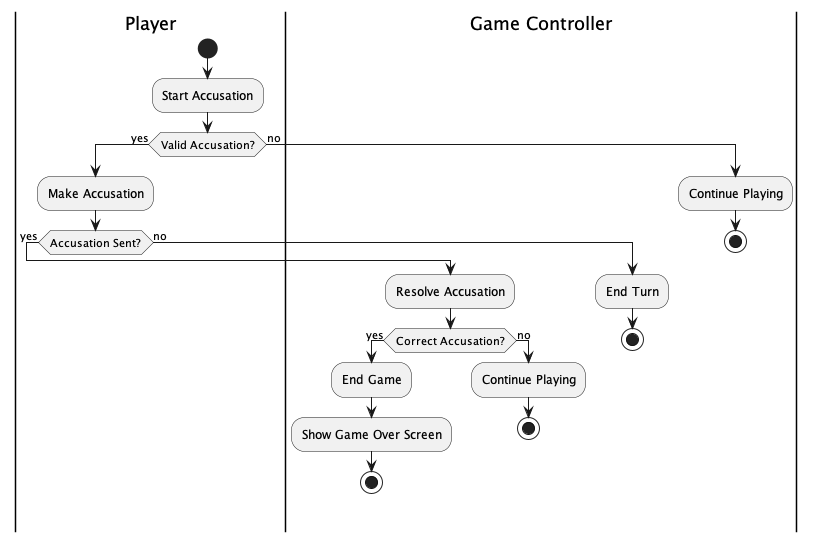 Player
Game Controller
Start Accusation
yes
Valid Accusation?
no
Make Accusation
Continue Playing
yes
Accusation Sent?
no
Resolve Accusation
End Turn
yes
Correct Accusation?
no
End Game
Continue Playing
Show Game Over Screen